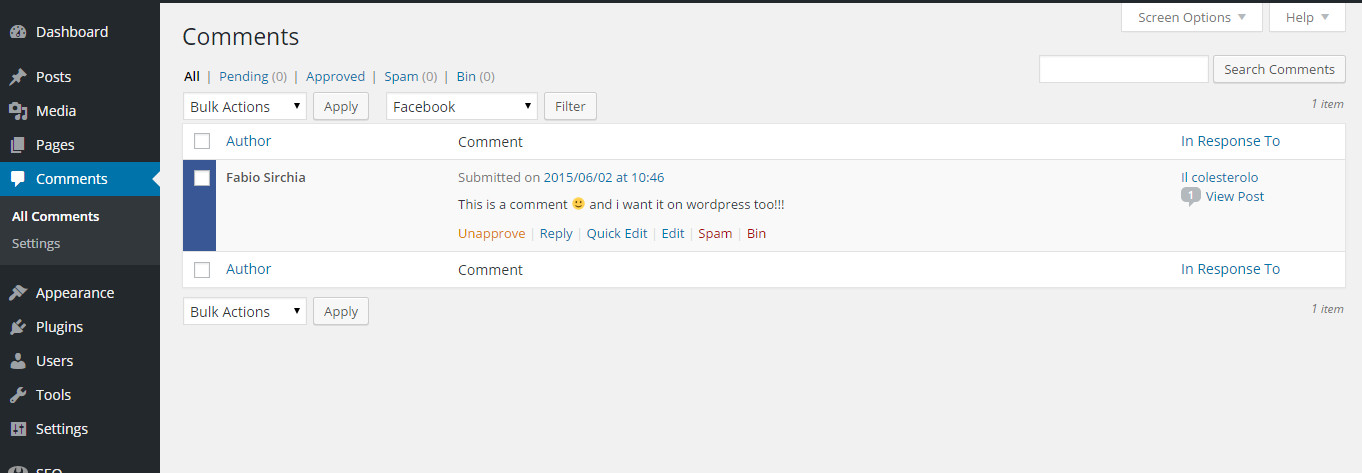 Dashboard
Posts
Media
Pages
Comments
All Comments
Settings
Appearance
Plugins
Users
Tools
Settings
SEO
Screen Options
Help
Comments
All | Pending (0) | Approved | Spam (0) | Bin (0)
Search Comments
Bulk Actions Apply Facebook Filter
1 item
Author Comment In Response To
Fabio Sirchia Submitted on 2015/06/02 at 10:46 Il colesterolo
1 View Post
This is a comment 🙂 and i want it on wordpress too!!!
Unapprove | Reply | Quick Edit | Edit | Spam | Bin
Author Comment In Response To
Bulk Actions Apply
1 item